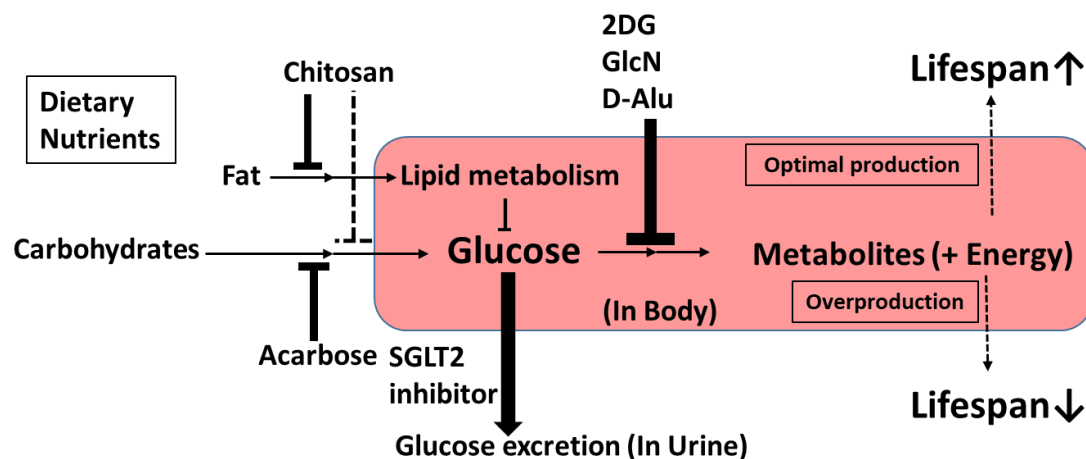 2DG
GlcN
D-Alu
Lifespan↑
Chitosan
Dietary
Nutrients
Optimal production
Fat
Lipid metabolism
Carbohydrates
Glucose
Metabolites (+ Energy)
(In Body)
Overproduction
Acarbose
SGLT2
inhibitor
Lifespan↓
Glucose excretion (In Urine)